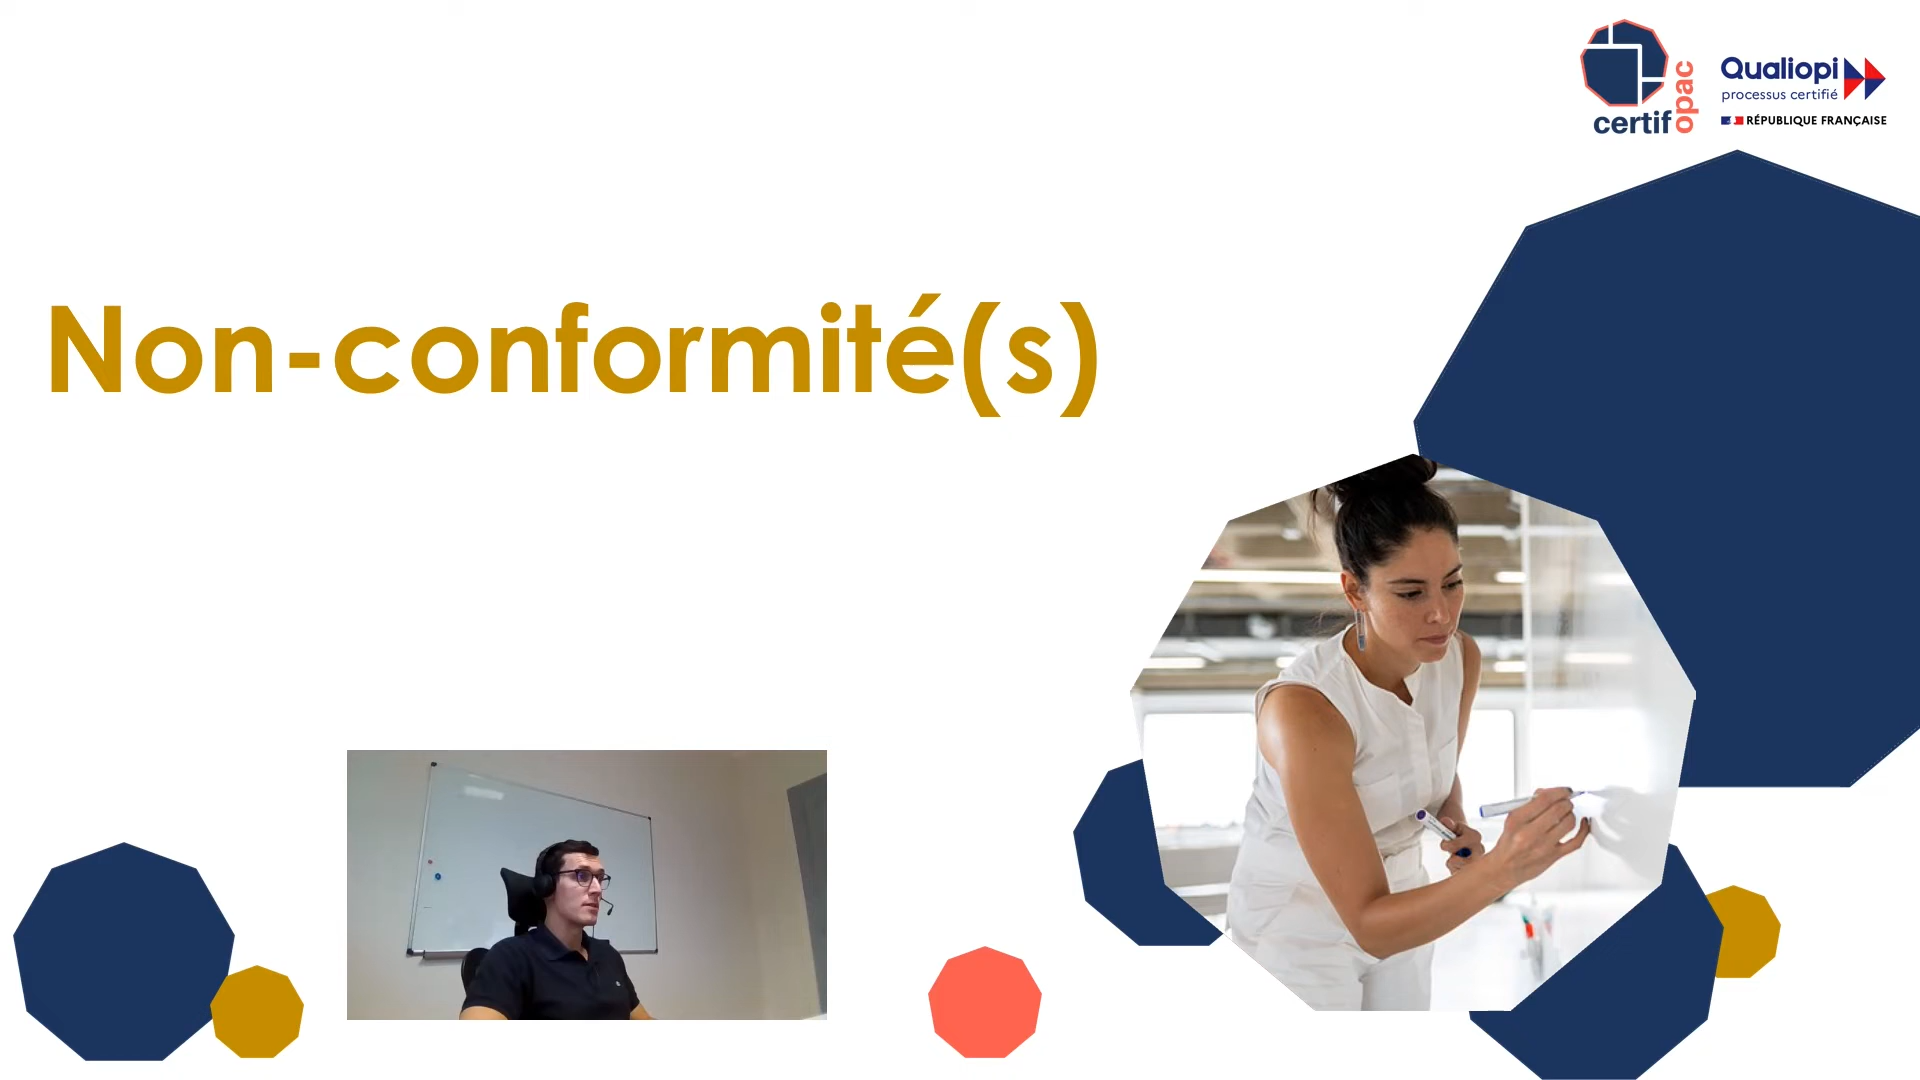 certif
opac
Qualiopi
processus certifié
RÉPUBLIQUE FRANÇAISE
Non-conformité(s)